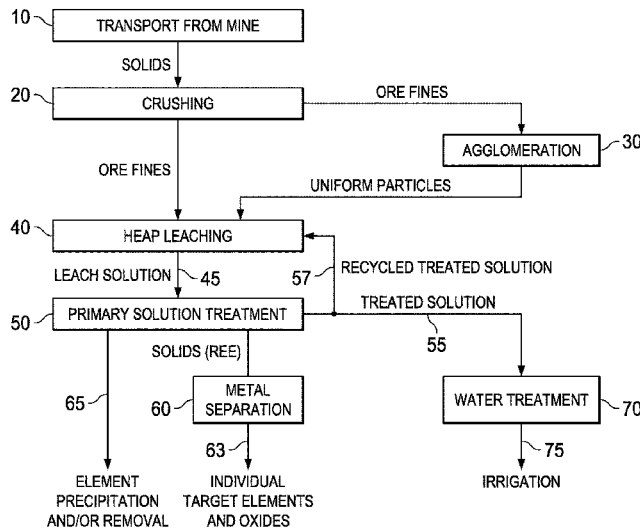 10
TRANSPORT FROM MINE
SOLIDS
20
CRUSHING
ORE FINES
AGGLOMERATION
30
ORE FINES
UNIFORM PARTICLES
40
HEAP LEACHING
LEACH SOLUTION
45
57
RECYCLED TREATED SOLUTION
50
PRIMARY SOLUTION TREATMENT
TREATED SOLUTION
55
SOLIDS (REE)
65
60
METAL
SEPARATION
WATER TREATMENT
70
63
75
ELEMENT
PRECIPITATION
AND/OR REMOVAL
INDIVIDUAL
TARGET ELEMENTS
AND OXIDES
IRRIGATION